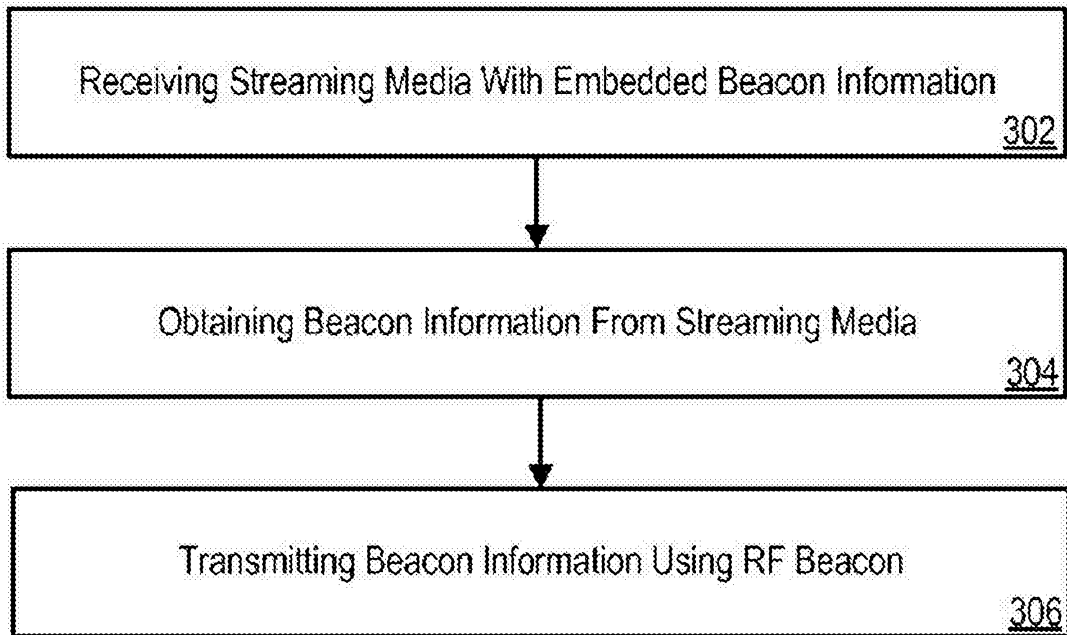 Receiving Streaming Media With Embedded Beacon Information
302
Obtaining Beacon Information From Streaming Media
304
Transmitting Beacon Information Using RF Beacon
306